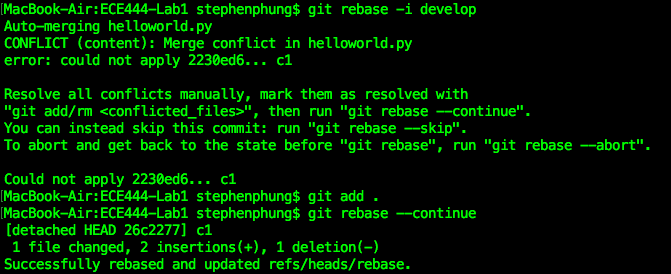 [MacBook-Air:ECE444-Lab1 stephenphung$ git rebase -i develop
Auto-merging helloworld.py
CONFLICT (content): Merge conflict in helloworld.py
error: could not apply 2230ed6... c1

Resolve all conflicts manually, mark them as resolved with
"git add/rm <conflicted_files>", then run "git rebase --continue".
You can instead skip this commit: run "git rebase --skip".
To abort and get back to the state before "git rebase", run "git rebase --abort".

Could not apply 2230ed6... c1
[MacBook-Air:ECE444-Lab1 stephenphung$ git add .
[MacBook-Air:ECE444-Lab1 stephenphung$ git rebase --continue
[detached HEAD 26c2277] c1
 1 file changed, 2 insertions(+), 1 deletion(-)
Successfully rebased and updated refs/heads/rebase.